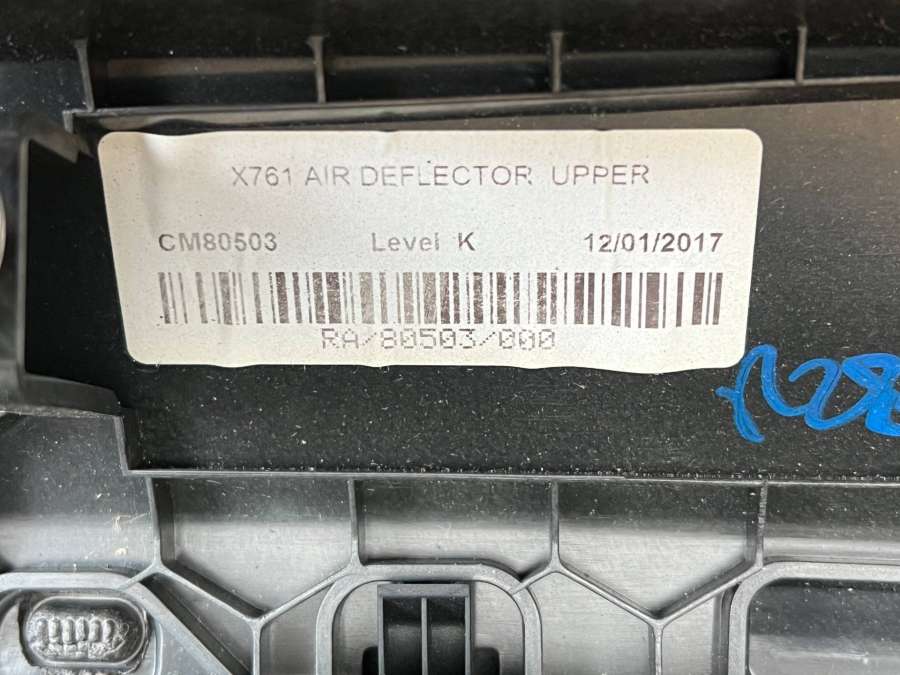 X761 AIR DEFLECTOR UPPER
CM80503 Level K 12/01/2017
RA/80503/000